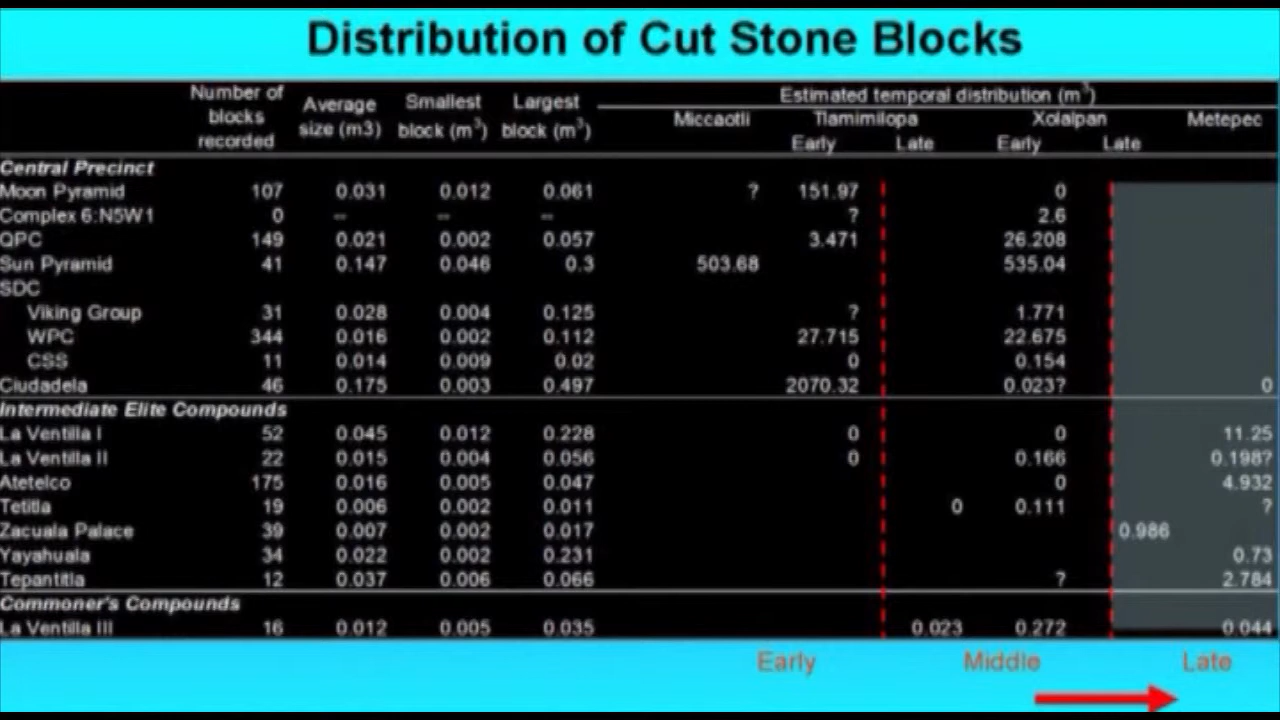 Distribution of Cut Stone Blocks
Number of blocks recorded Average size (m3) Smallest block (m³) Largest block (m³) Estimated temporal distribution (m³)
Miccaotli Tlamimilopa Xolalpan Metepec
Early Late Early Late
Central Precinct
Moon Pyramid 107 0.031 0.012 0.061 ? 151.97 0
Complex 6:N5W1 0 -- -- -- ? 2.6
QPC 149 0.021 0.002 0.057 3.471 26.208
Sun Pyramid 41 0.147 0.046 0.3 503.68 535.04
SDC
Viking Group 31 0.028 0.004 0.125 ? 1.771
WPC 344 0.016 0.002 0.112 27.715 22.675
CSS 11 0.014 0.009 0.02 0 0.154
Ciudadela 46 0.175 0.003 0.497 2070.32 0.023? 0
Intermediate Elite Compounds
La Ventilla I 52 0.045 0.012 0.228 0 0 11.25
La Ventilla II 22 0.015 0.004 0.056 0 0.166 0.198?
Atetelco 175 0.016 0.005 0.047 0 4.932
Tetitla 19 0.006 0.002 0.011 0 0.111 ?
Zacuala Palace 39 0.007 0.002 0.017 0.986
Yayahuala 34 0.022 0.002 0.231 0.73
Tepantitla 12 0.037 0.006 0.066 ? 2.784
Commoner's Compounds
La Ventilla III 16 0.012 0.005 0.035 0.023 0.272 0.044
Early Middle Late